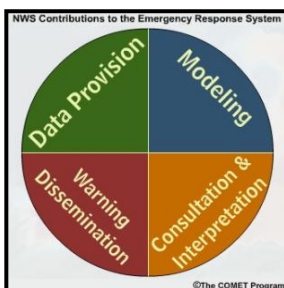 NWS Contributions to the Emergency Response System
Data Provision
Modeling
Warning
Dissemination
Consultation &
Interpretation
©The COMET Program